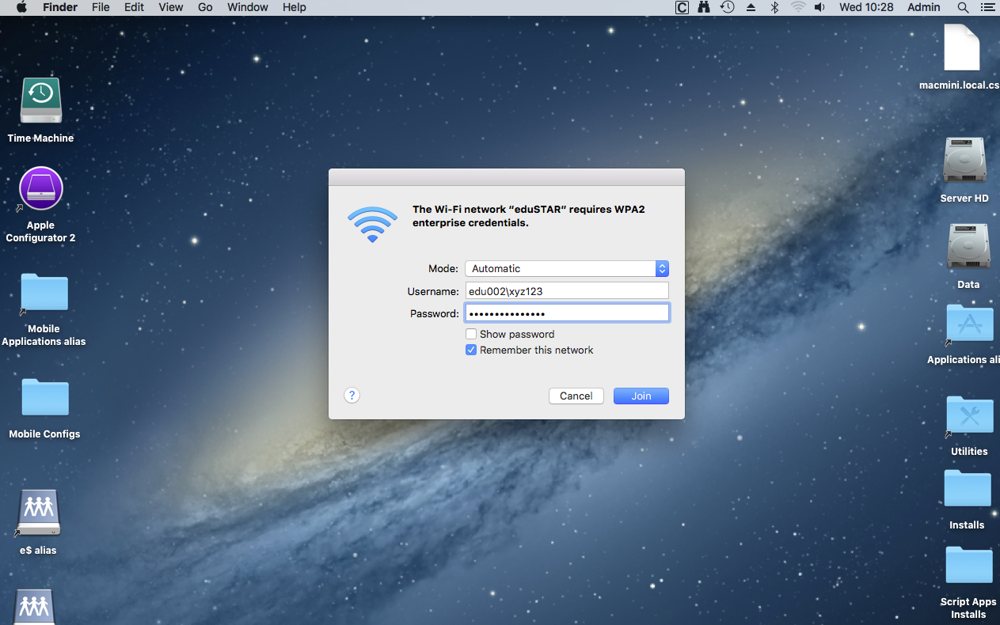 Finder File Edit View Go Window Help
C Wed 10:28 Admin
macmini.local.cs
Time Machine
Server HD
Apple
Configurator 2
The Wi-Fi network “eduSTAR” requires WPA2
enterprise credentials.
Mode: Automatic
Username: edu002\xyz123
Password: •••••••••••••••
Show password
Remember this network
? Cancel Join
Data
Mobile
Applications alias
Applications ali
Mobile Configs
Utilities
Installs
e$ alias
Script Apps
Installs